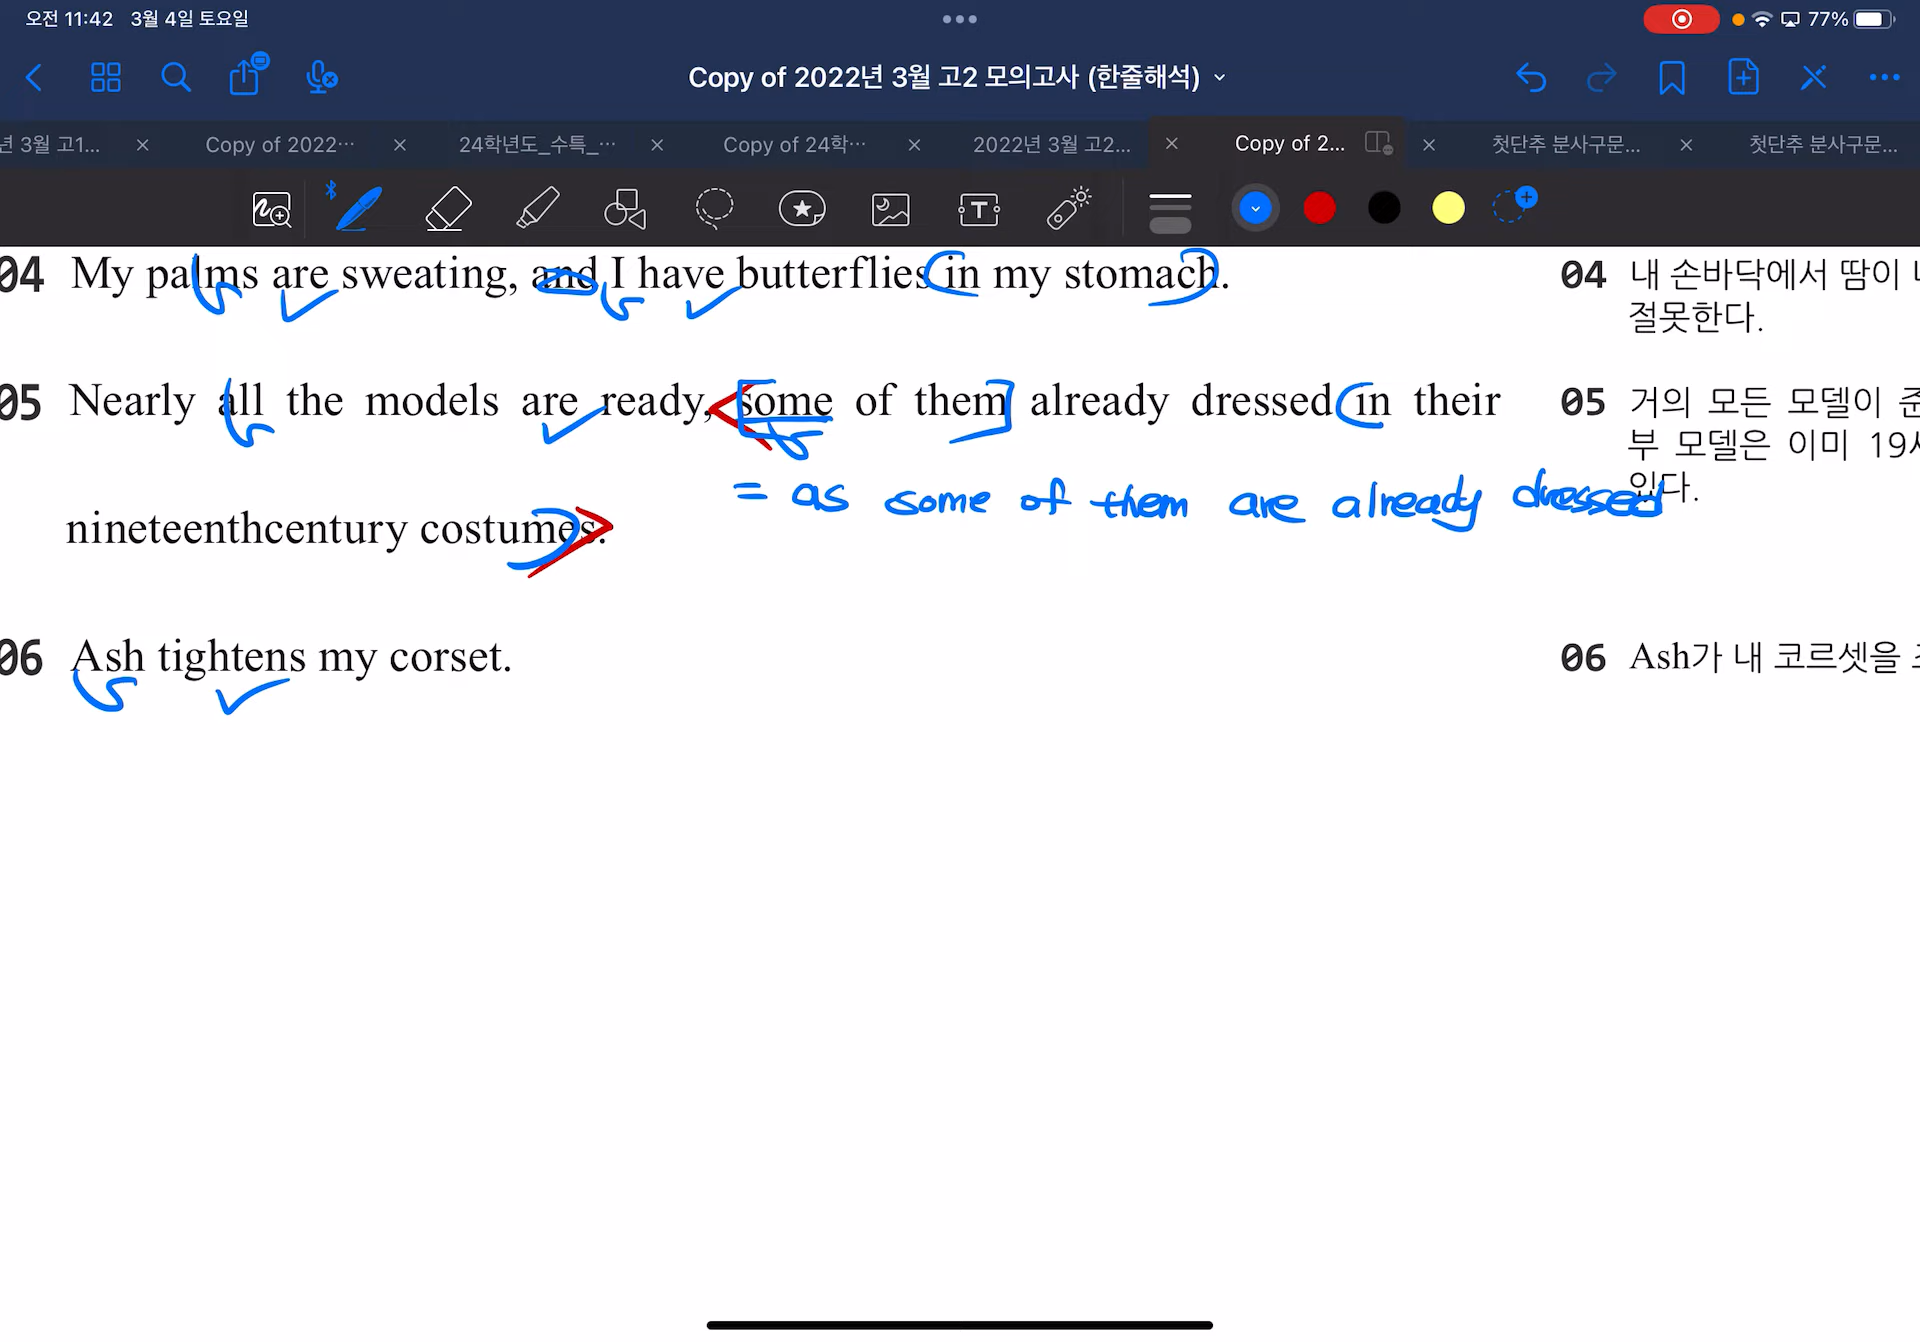 오전 11:42 3월 4일 토요일
77%
Copy of 2022년 3월 고2 모의고사 (한줄해석)
년 3월 고1... Copy of 2022... 24학년도_수특_... Copy of 24학... 2022년 3월 고2... Copy of 2... 첫단추 분사구문... 첫단추 분사구문...
04 My palms are sweating, and I have butterflies in my stomach.
04 내 손바닥에서 땀이
절못한다.
05 Nearly all the models are ready, some of them already dressed in their
05 거의 모든 모델이 준
부 모델은 이미 19세
있다.
= as some of them are already dressed
nineteenthcentury costumes.
06 Ash tightens my corset.
06 Ash가 내 코르셋을